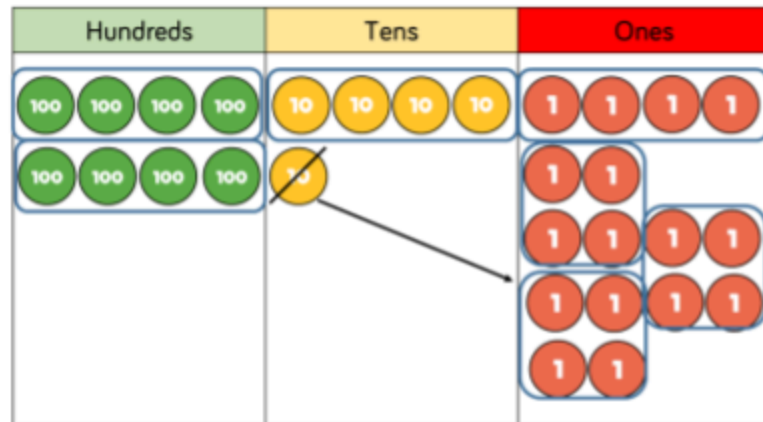 Hundreds Tens Ones
100 100 100 100 10 10 10 10 1 1 1 1
100 100 100 100 10 1 1
1 1 1 1
1 1 1 1
1 1